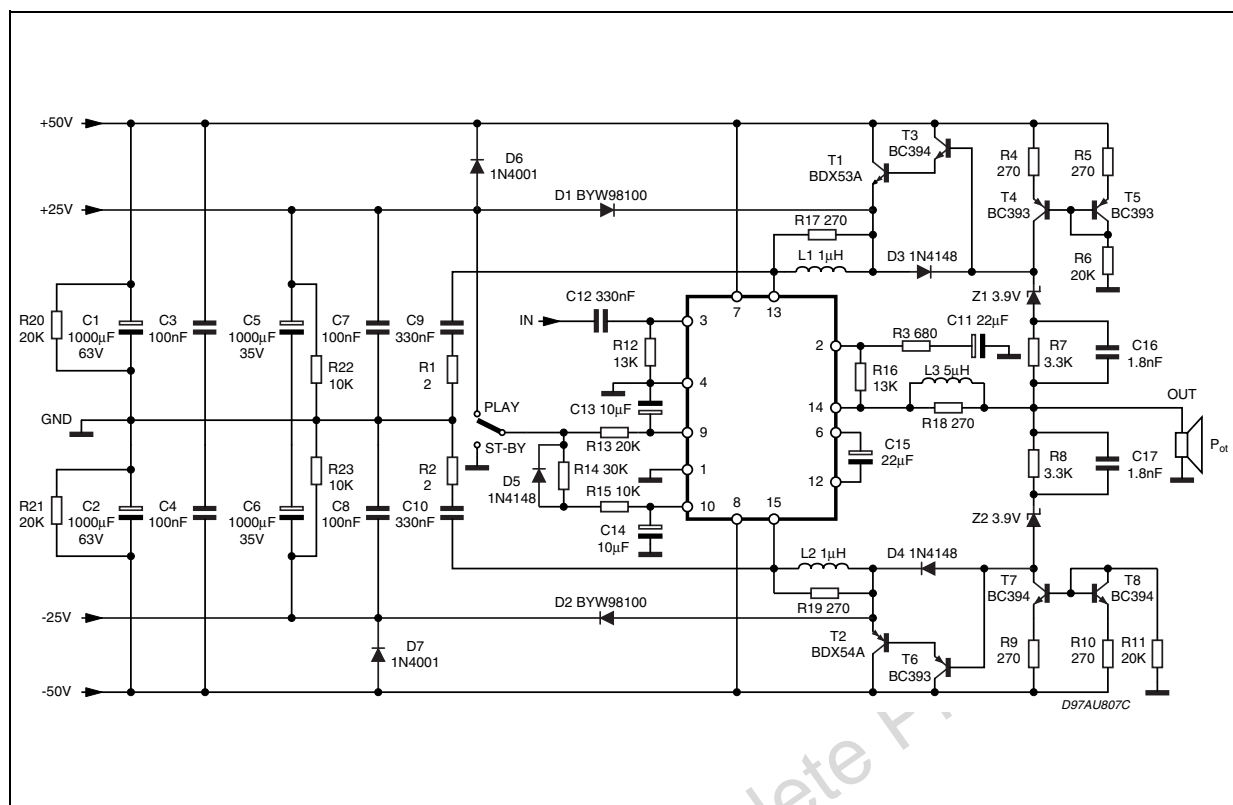 +50V
T3
BC394
D6
1N4001
T1
BDX53A
R4
270
R5
270
T4
BC393
T5
BC393
+25V
D1 BYW98100
R17 270
L1 1μH
D3 1N4148
R6
20K
C12 330nF
IN
Z1 3.9V
R20
20K
C1
1000μF
63V
C3
100nF
C5
1000μF
35V
C7
100nF
C9
330nF
3
7
13
R3 680
C11 22μF
2
R12
13K
R7
3.3K
C16
1.8nF
R22
10K
R1
2
4
R16
13K
L3 5μH
PLAY
C13 10μF
14
OUT
GND
R18 270
ST-BY
R13 20K
9
6
P ot
R2
2
R14 30K
C15
22μF
R8
3.3K
C17
1.8nF
R23
10K
D5
1N4148
1
12
R21
20K
C2
1000μF
63V
C4
100nF
C6
1000μF
35V
C8
100nF
C10
330nF
R15 10K
10
8
15
C14
10μF
Z2 3.9V
L2 1μH
D4 1N4148
T7
BC394
T8
BC394
D2 BYW98100
R19 270
-25V
T2
BDX54A
T6
BC393
R9
270
R10
270
R11
20K
D7
1N4001
-50V
D97AU807C
lete